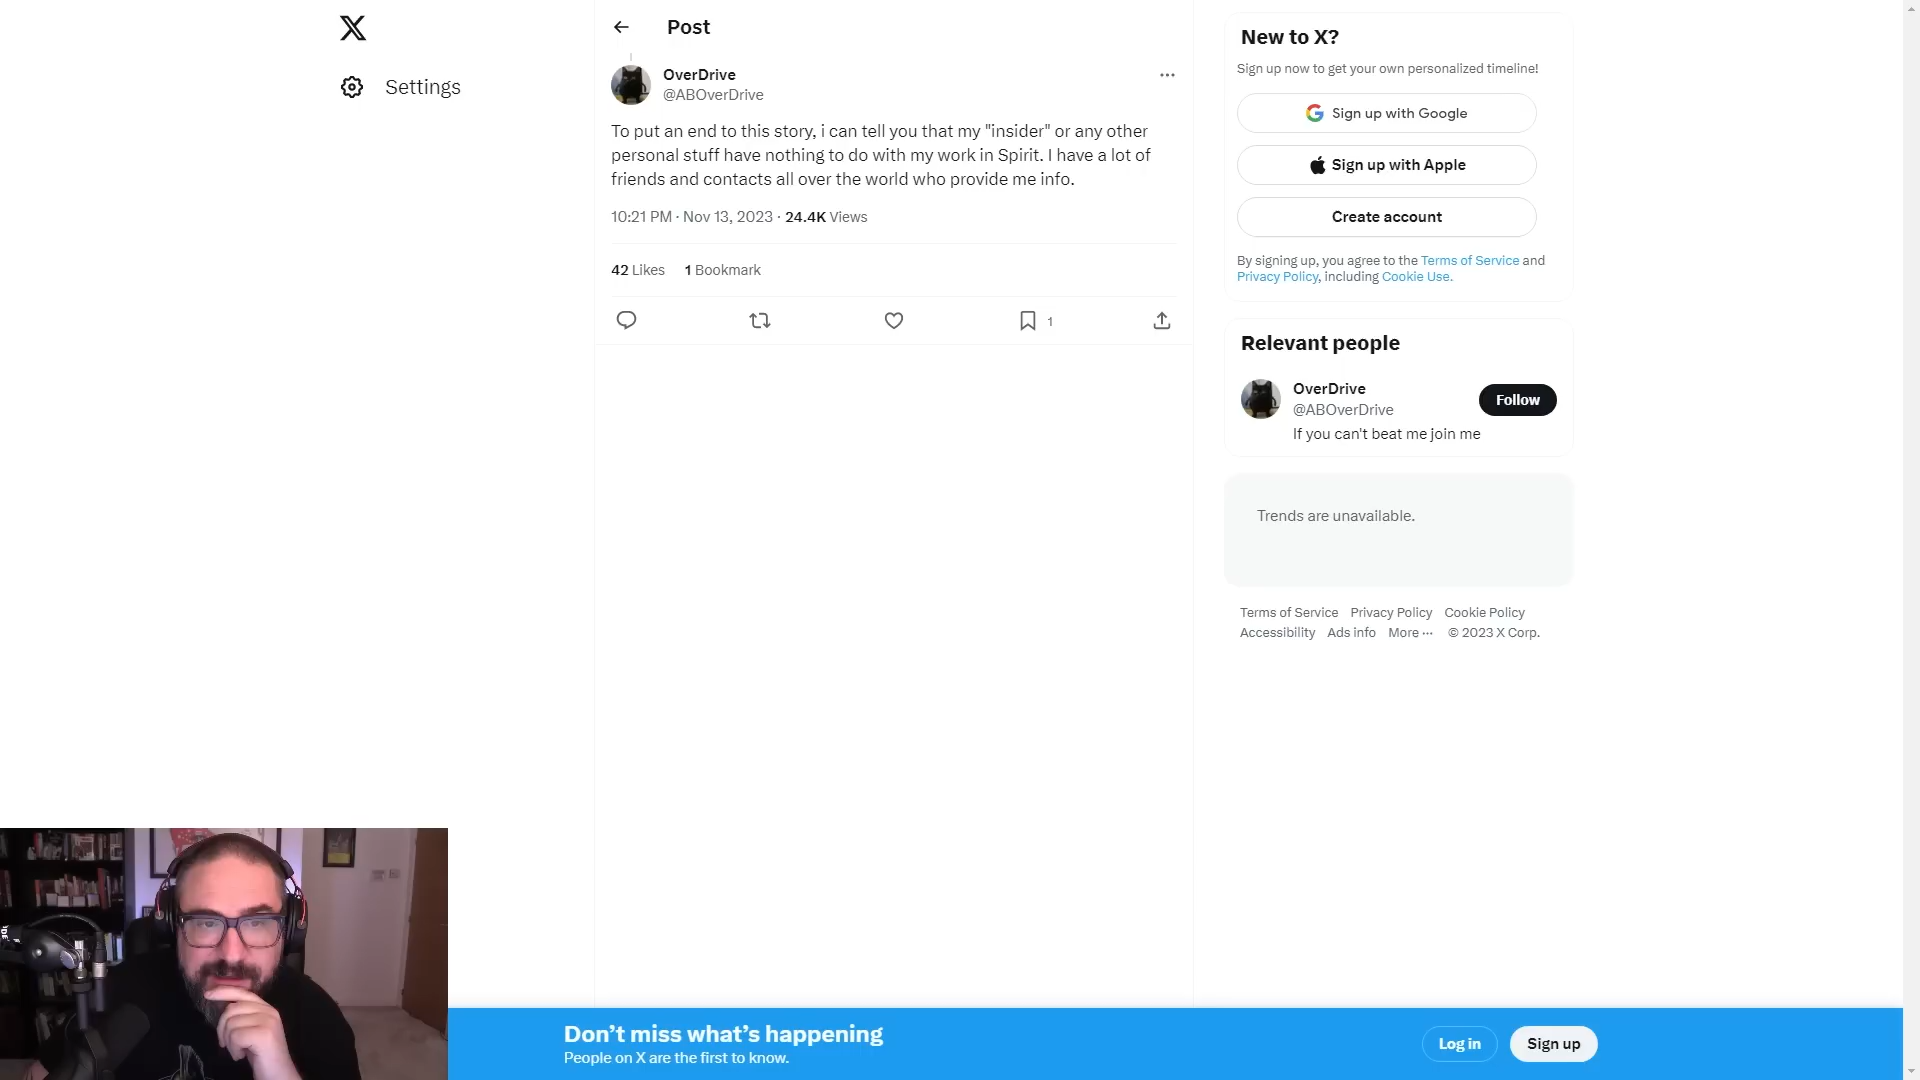 Post
Settings
OverDrive
@ABOverDrive
To put an end to this story, i can tell you that my "insider" or any other
personal stuff have nothing to do with my work in Spirit. I have a lot of
friends and contacts all over the world who provide me info.
10:21 PM · Nov 13, 2023 · 24.4K Views
42 Likes 1 Bookmark
1
New to X?
Sign up now to get your own personalized timeline!
Sign up with Google
Sign up with Apple
Create account
By signing up, you agree to the Terms of Service and
Privacy Policy, including Cookie Use.
Relevant people
OverDrive
@ABOverDrive
Follow
If you can't beat me join me
Trends are unavailable.
Terms of Service Privacy Policy Cookie Policy
Accessibility Ads info More ··· © 2023 X Corp.
Don’t miss what’s happening
People on X are the first to know.
Log in
Sign up